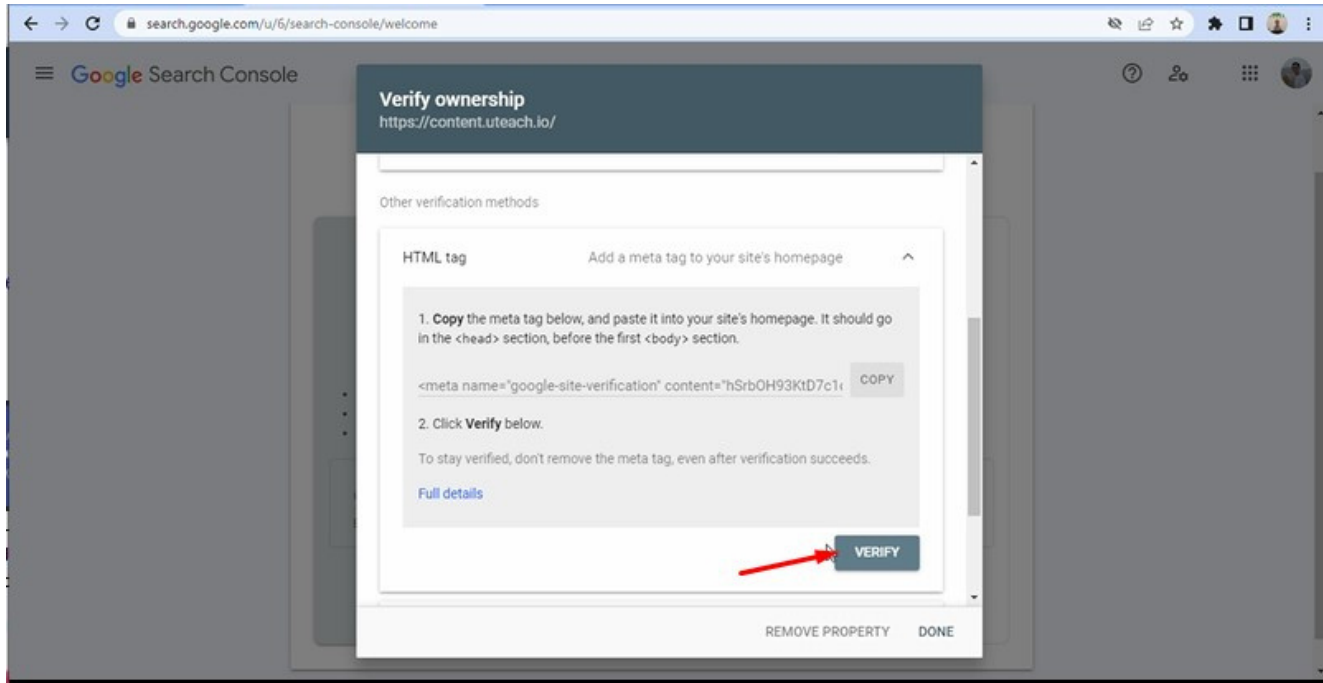 search.google.com/u/6/search-console/welcome
Google Search Console
Verify ownership
https://content.uteach.io/
Other verification methods
HTML tag
Add a meta tag to your site's homepage
1. Copy the meta tag below, and paste it into your site's homepage. It should go
in the <head> section, before the first <body> section.
<meta name="google-site-verification" content="hSrbOH93KtD7c1
COPY
2. Click Verify below.
To stay verified, don't remove the meta tag, even after verification succeeds.
Full details
VERIFY
REMOVE PROPERTY
DONE